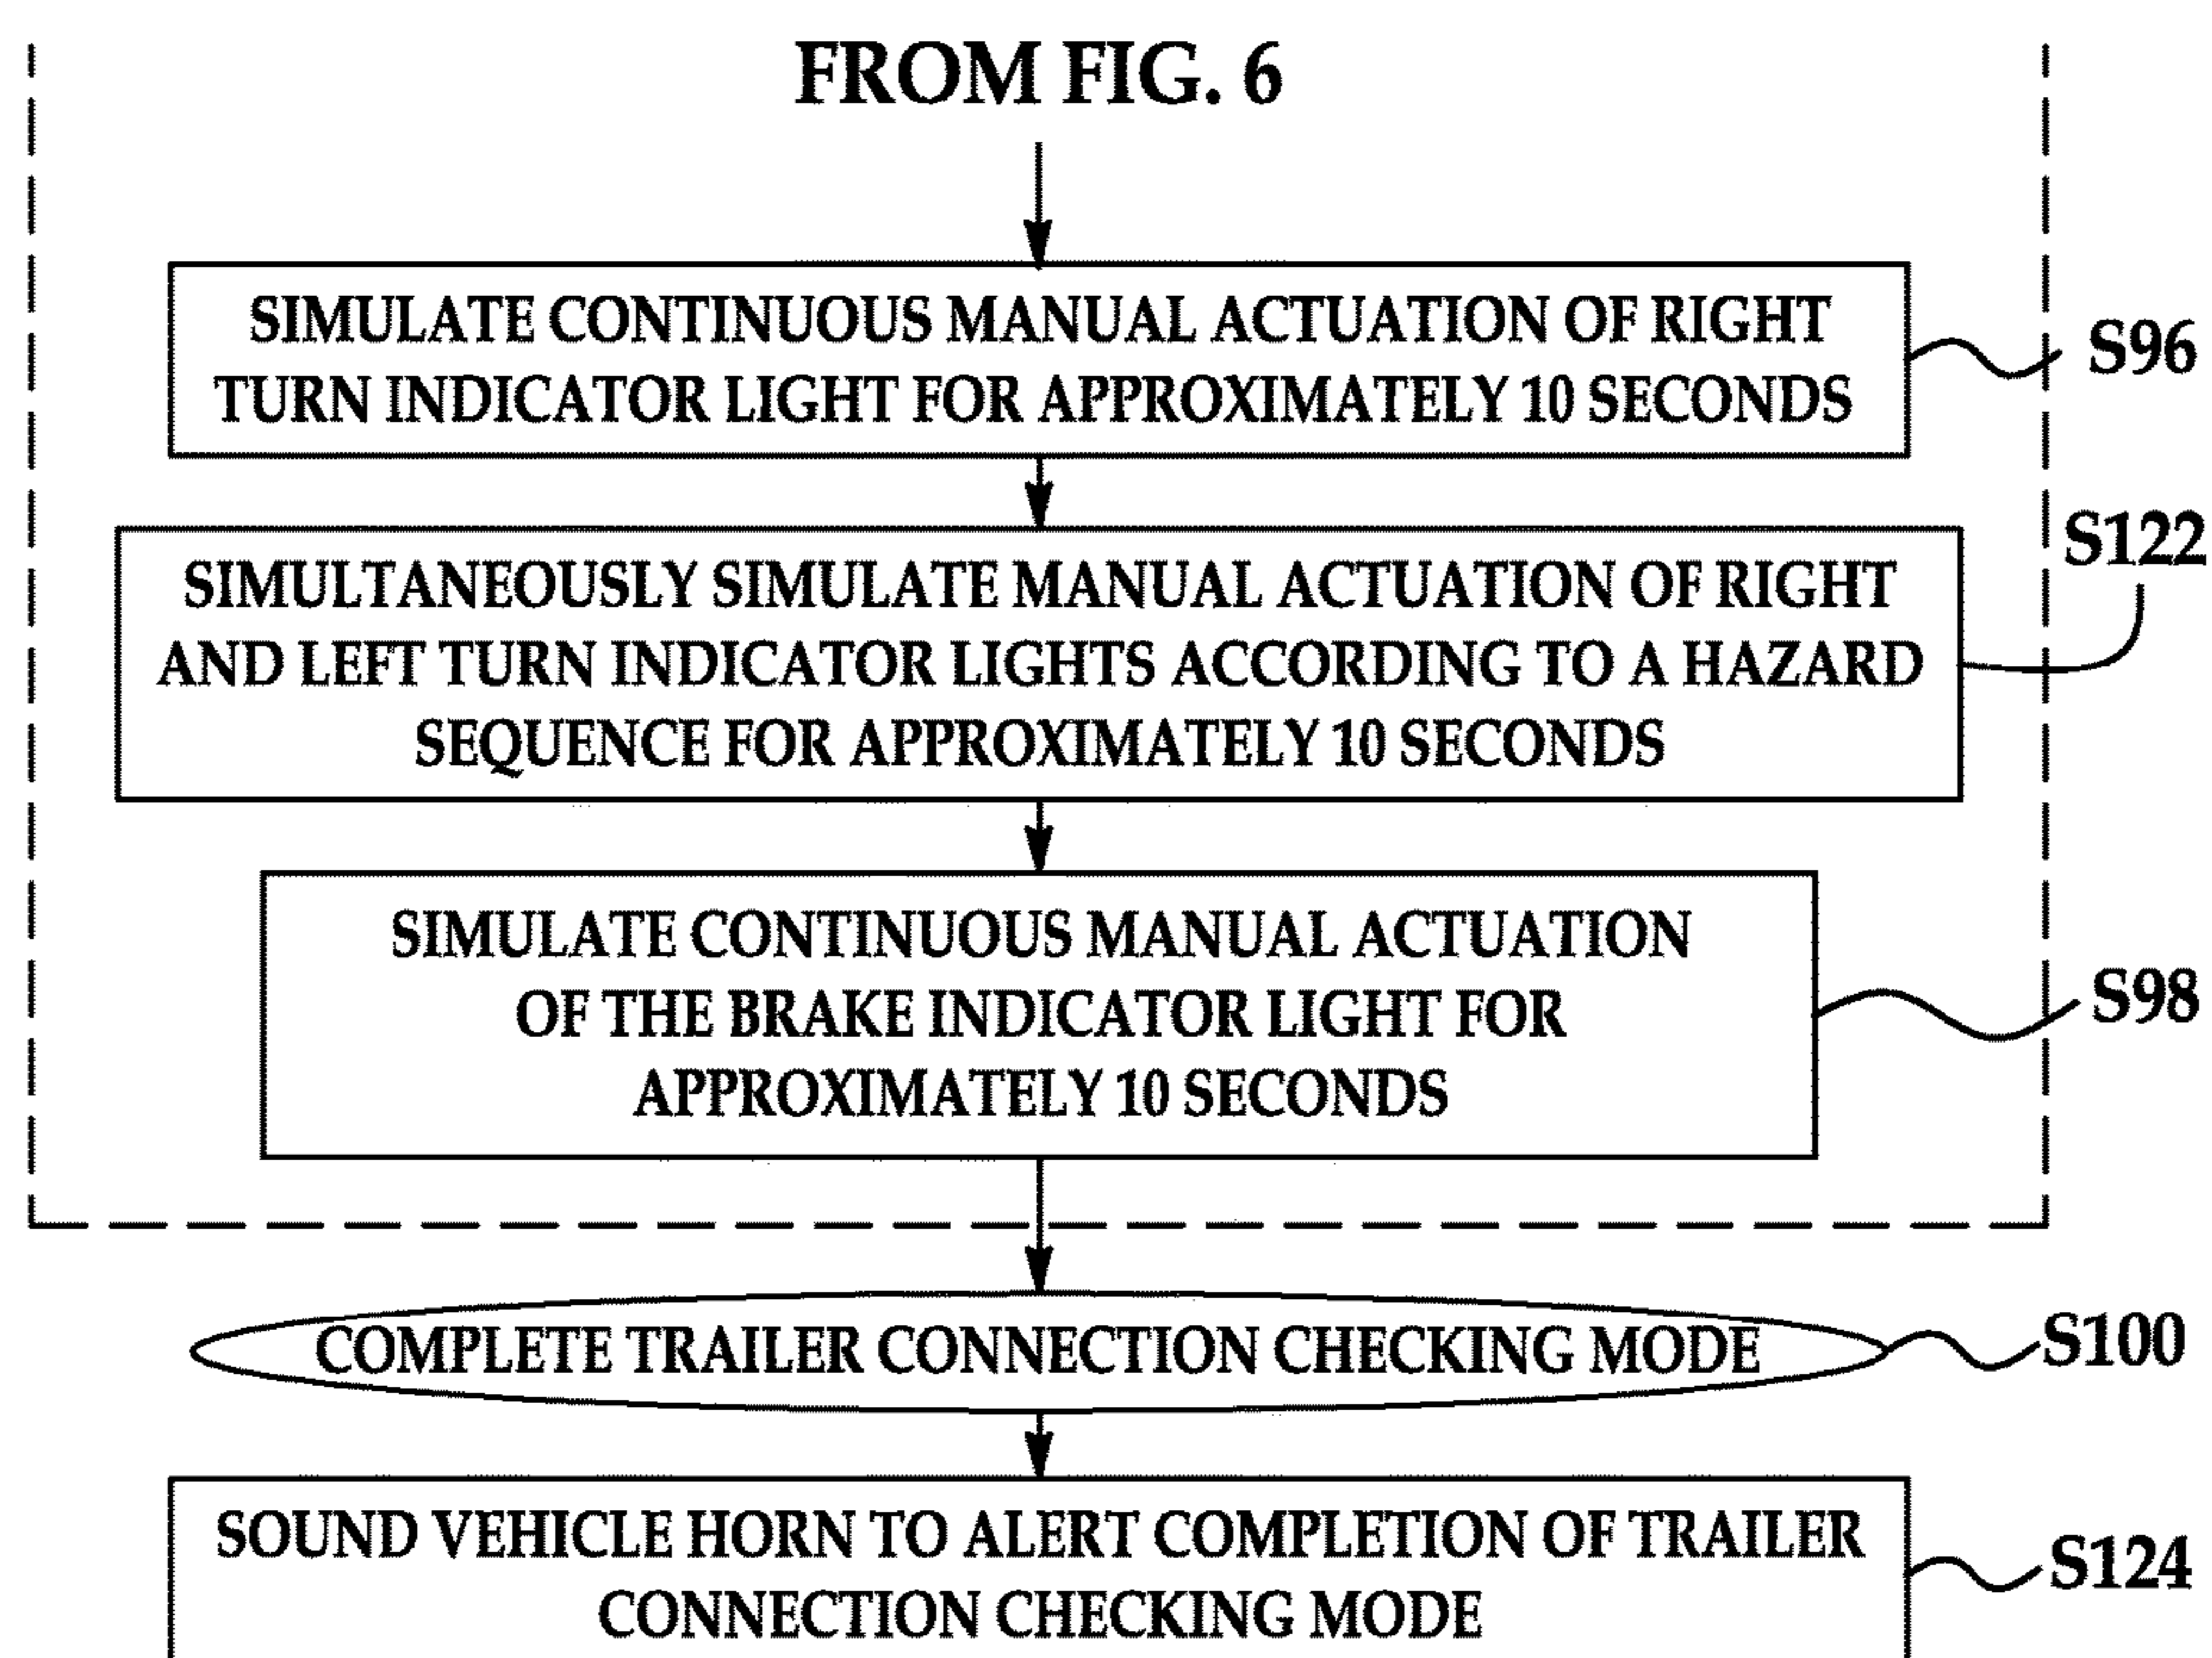 FROM FIG. 6
SIMULATE CONTINUOUS MANUAL ACTUATION OF RIGHT
TURN INDICATOR LIGHT FOR APPROXIMATELY 10 SECONDS
S96
SIMULTANEOUSLY SIMULATE MANUAL ACTUATION OF RIGHT
AND LEFT TURN INDICATOR LIGHTS ACCORDING TO A HAZARD
SEQUENCE FOR APPROXIMATELY 10 SECONDS
S122
SIMULATE CONTINUOUS MANUAL ACTUATION
OF THE BRAKE INDICATOR LIGHT FOR
APPROXIMATELY 10 SECONDS
S98
COMPLETE TRAILER CONNECTION CHECKING MODE
S100
SOUND VEHICLE HORN TO ALERT COMPLETION OF TRAILER
CONNECTION CHECKING MODE
S124